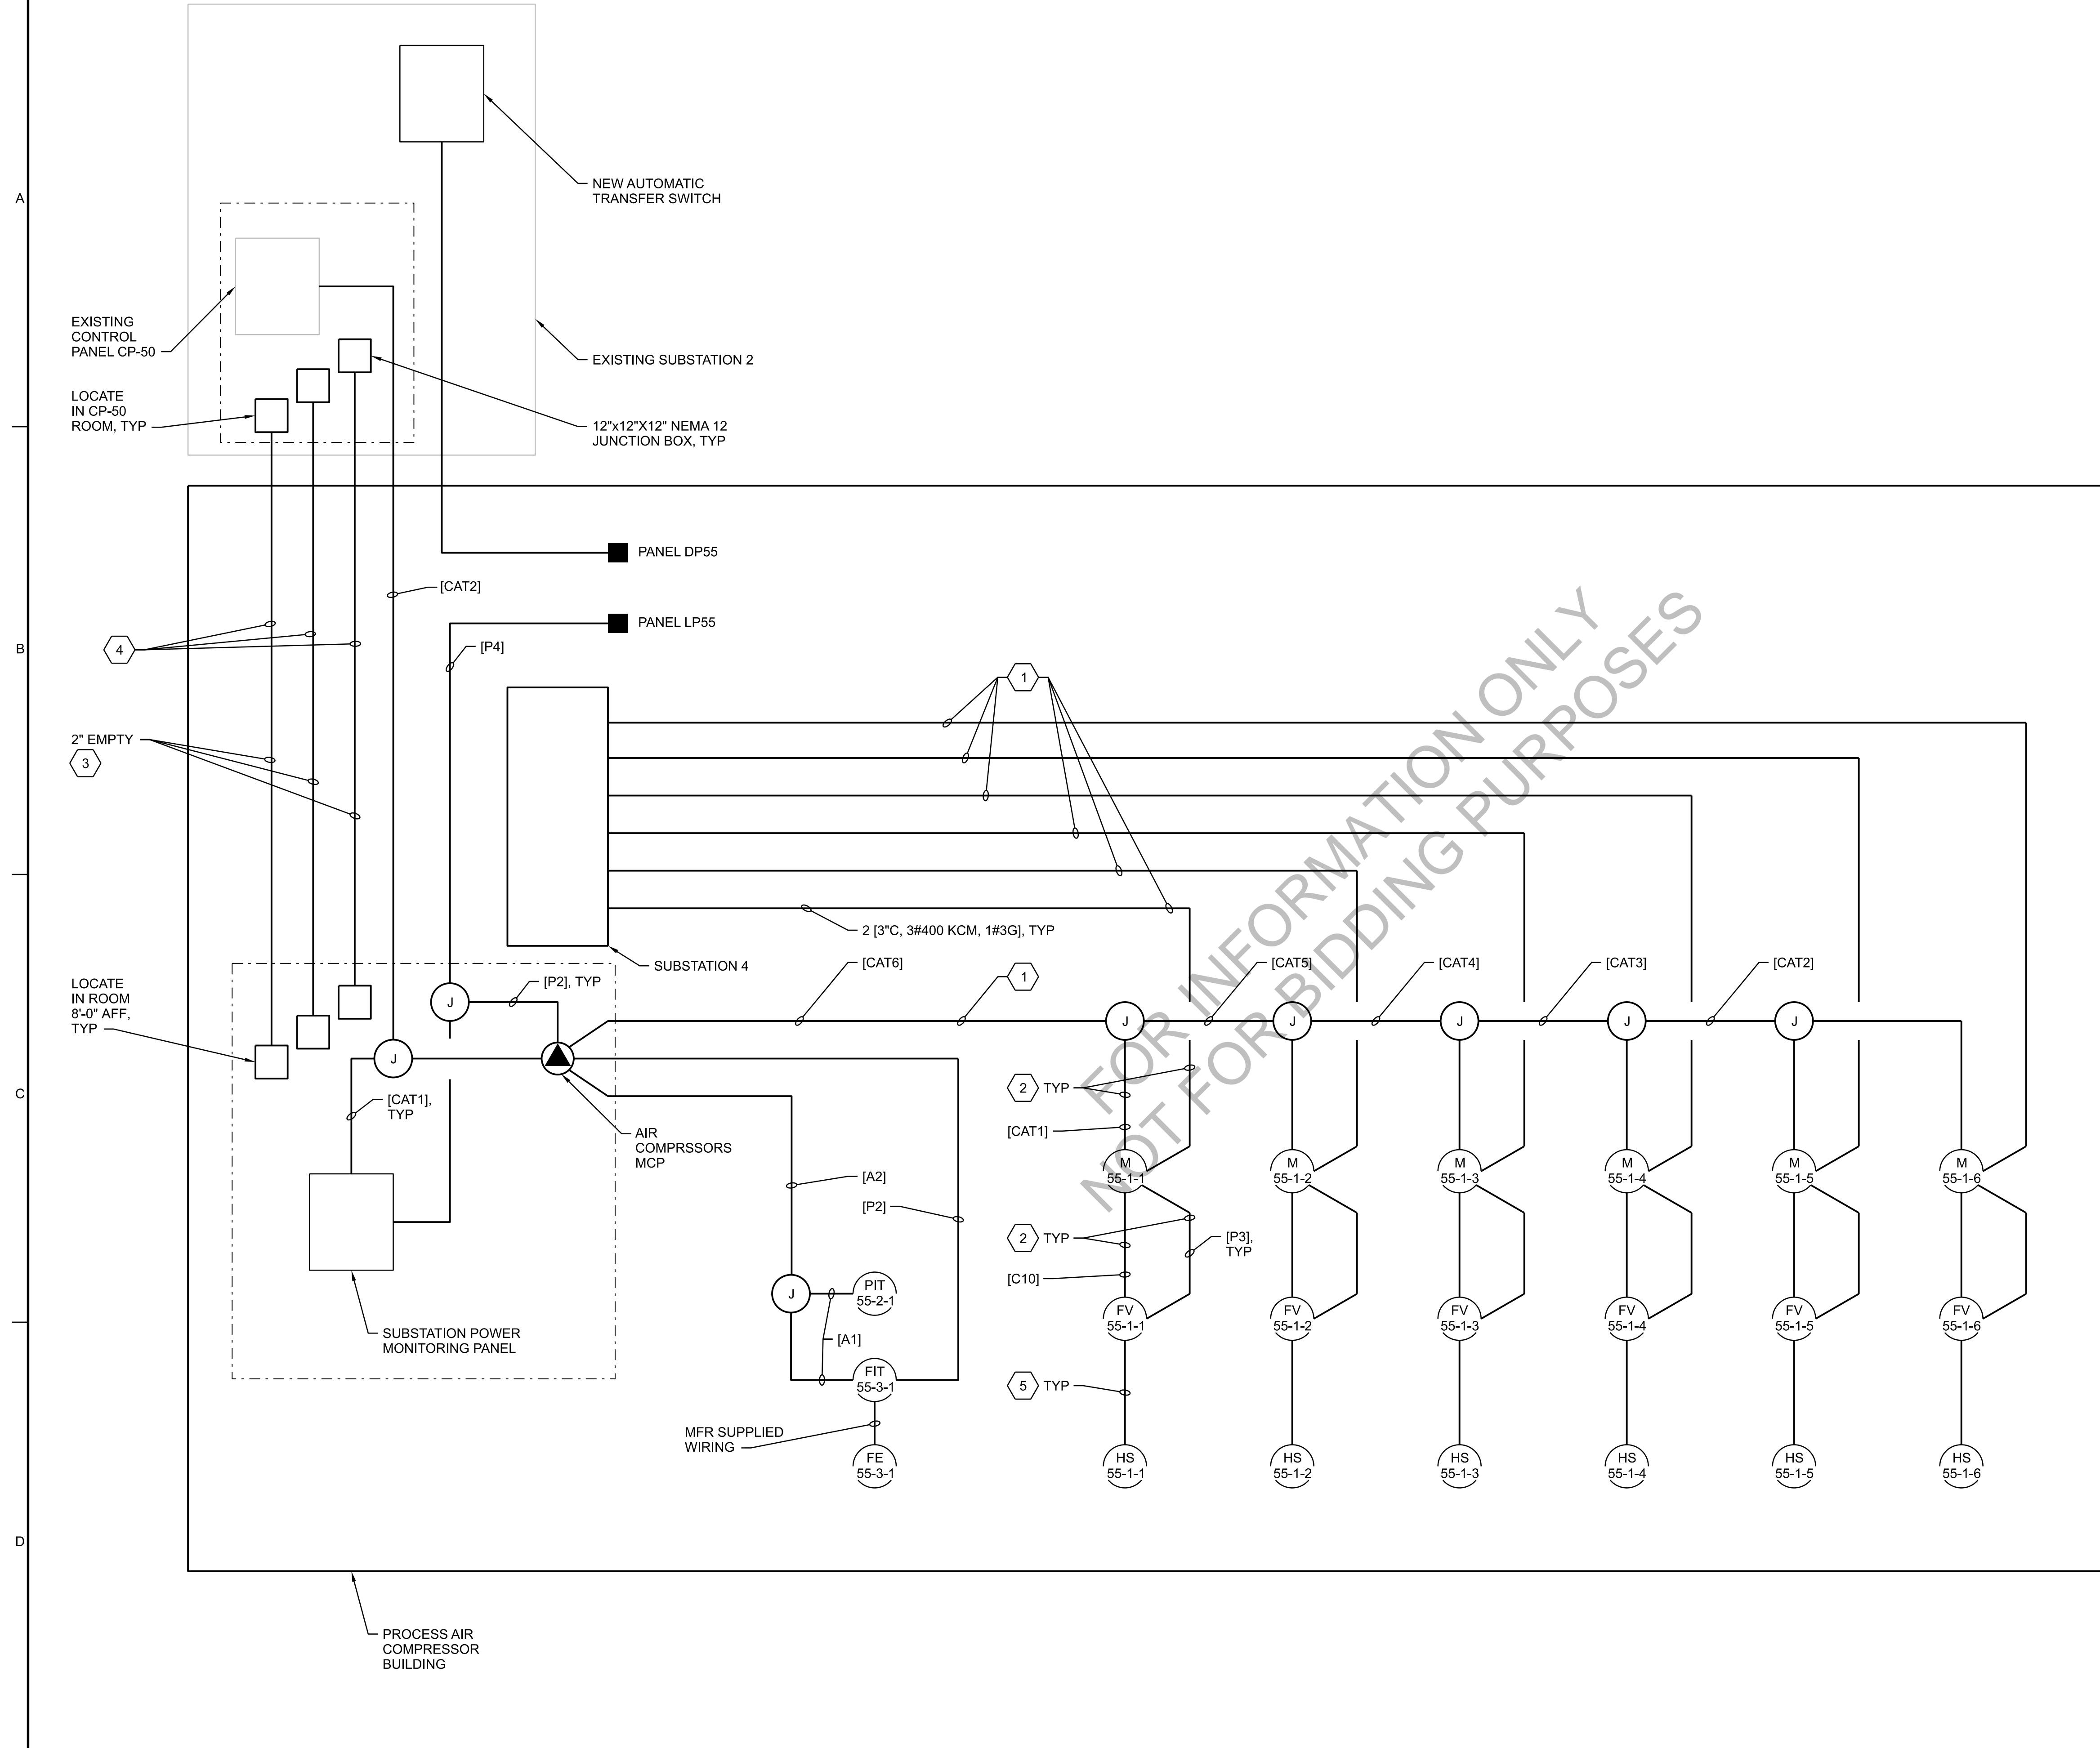 A
NEW AUTOMATIC
TRANSFER SWITCH
EXISTING
CONTROL
PANEL CP-50
EXISTING SUBSTATION 2
LOCATE
IN CP-50
ROOM, TYP
12"x12"X12" NEMA 12
JUNCTION BOX, TYP
PANEL DP55
[CAT2]
PANEL LP55
B
4
[P4]
1
2" EMPTY
3
2 [3"C, 3#400 KCM, 1#3G], TYP
SUBSTATION 4
[CAT6]
1
[CAT5]
[CAT4]
[CAT3]
[CAT2]
LOCATE
IN ROOM
8'-0" AFF,
TYP
[P2], TYP
J
J
J
J
J
J
J
C
2 TYP
[CAT1],
TYP
[CAT1]
AIR
COMPRSSORS
MCP
M
55-1-1
M
55-1-2
M
55-1-3
M
55-1-4
M
55-1-5
M
55-1-6
[A2]
[P2]
2 TYP
[P3],
TYP
[C10]
J
PIT
55-2-1
FV
55-1-1
FV
55-1-2
FV
55-1-3
FV
55-1-4
FV
55-1-5
FV
55-1-6
SUBSTATION POWER
MONITORING PANEL
[A1]
FIT
55-3-1
5 TYP
MFR SUPPLIED
WIRING
FE
55-3-1
HS
55-1-1
HS
55-1-2
HS
55-1-3
HS
55-1-4
HS
55-1-5
HS
55-1-6
D
PROCESS AIR
COMPRESSOR
BUILDING
FOR INFORMATION ONLY
NOT FOR BIDDING PURPOSES